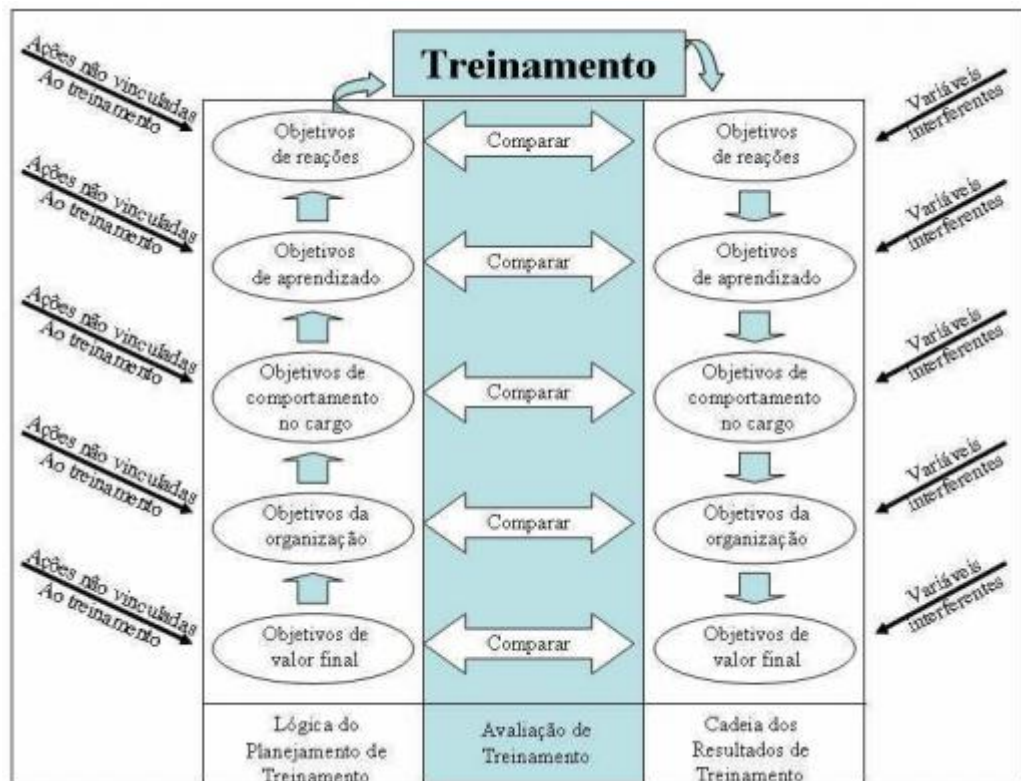 Treinamento
Ações não vinculadas
Ao treinamento
Objetivos
de reações
Comparar
Objetivos
de reações
Variáveis
interferentes
Ações não vinculadas
Ao treinamento
Objetivos
de aprendizado
Comparar
Objetivos
de aprendizado
Variáveis
interferentes
Ações não vinculadas
Ao treinamento
Objetivos de
comportamento
no cargo
Comparar
Objetivos de
comportamento
no cargo
Variáveis
interferentes
Ações não vinculadas
Ao treinamento
Objetivos da
organização
Comparar
Objetivos da
organização
Variáveis
interferentes
Ações não vinculadas
Ao treinamento
Objetivos de
valor final
Comparar
Objetivos de
valor final
Variáveis
interferentes
Lógica do
Planejamento de
Treinamento
Avaliação de
Treinamento
Cadeia dos
Resultados de
Treinamento